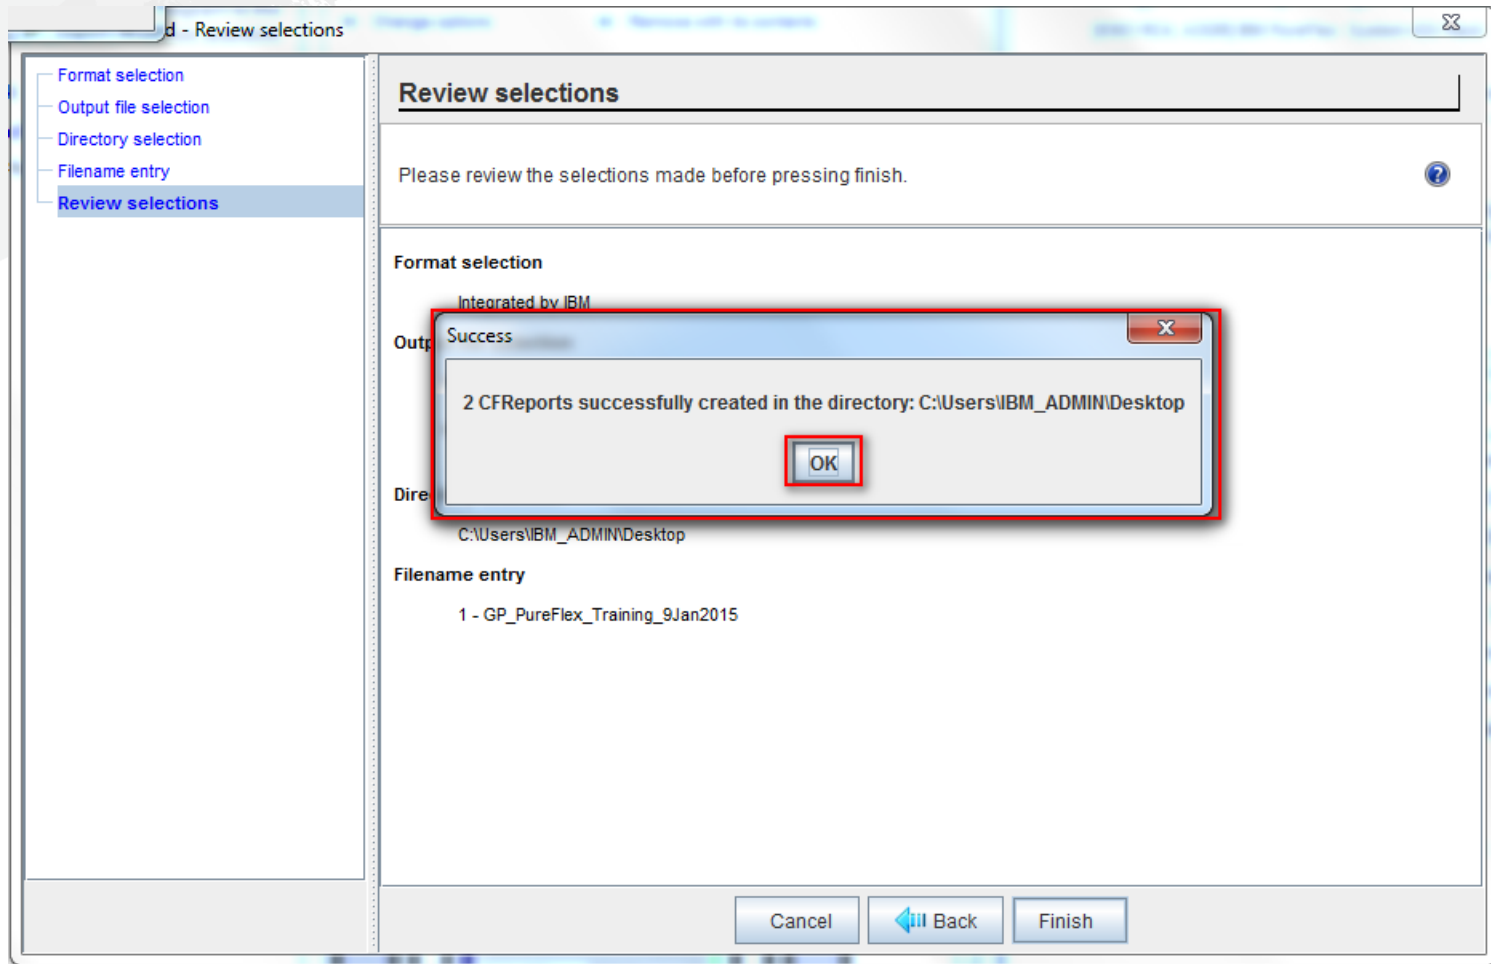 d - Review selections
Format selection
Output file selection
Directory selection
Filename entry
Review selections
Review selections
Please review the selections made before pressing finish.
Format selection
Integrated by IBM
Outp
Success
2 CFReports successfully created in the directory: C:\Users\IBM_ADMIN\Desktop
OK
Dire
C:\Users\IBM_ADMIN\Desktop
Filename entry
1 - GP_PureFlex_Training_9Jan2015
Cancel
Back
Finish